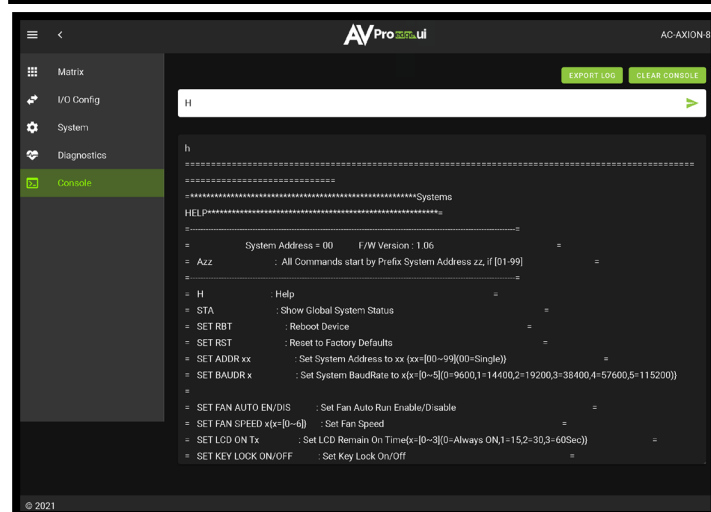 AVPro edge.ui
AC-AXION-8
Matrix
I/O Config
System
Diagnostics
Console
EXPORT LOG
CLEAR CONSOLE
H
h
=================================================================================================
=============================
=********************************************************Systems
HELP*********************************************************=
=--------------------------------------------------------------------------------------------------=
= System Address = 00 F/W Version : 1.06 =
= Azz : All Commands start by Prefix System Address zz, if [01-99] =
=--------------------------------------------------------------------------------------------------=
= H : Help =
= STA : Show Global System Status =
= SET RBT : Reboot Device =
= SET RST : Reset to Factory Defaults =
= SET ADDR xx : Set System Address to xx {xx=[00~99](00=Single)} =
= SET BAUDR x : Set System BaudRate to x{x=[0~5](0=9600,1=14400,2=19200,3=38400,4=57600,5=115200)}
=
= SET FAN AUTO EN/DIS : Set Fan Auto Run Enable/Disable =
= SET FAN SPEED x{x=[0~6]} : Set Fan Speed =
= SET LCD ON Tx : Set LCD Remain On Time{x=[0~3](0=Always ON,1=15,2=30,3=60Sec)} =
= SET KEY LOCK ON/OFF : Set Key Lock On/Off =
© 2021